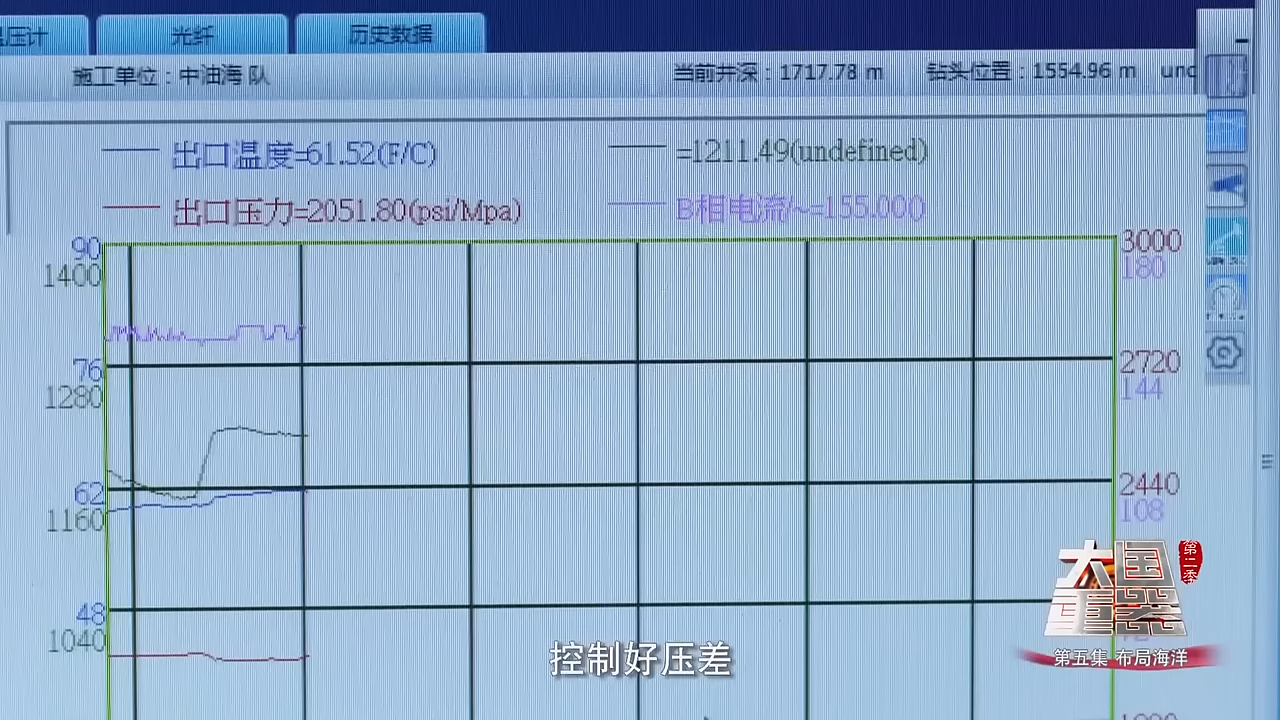 压计
光纤
历史数据
施工单位：中油海 队
当前井深：1717.78 m
钻头位置：1554.96 m
und
出口温度=61.52(F/C)
=1211.49(undefined)
出口压力=2051.80(psi/Mpa)
B相电流/~=155.000
90
1400
3000
180
76
1280
2720
144
62
1160
2440
108
48
1040
大国重器
第二季
第五集 布局海洋
控制好压差